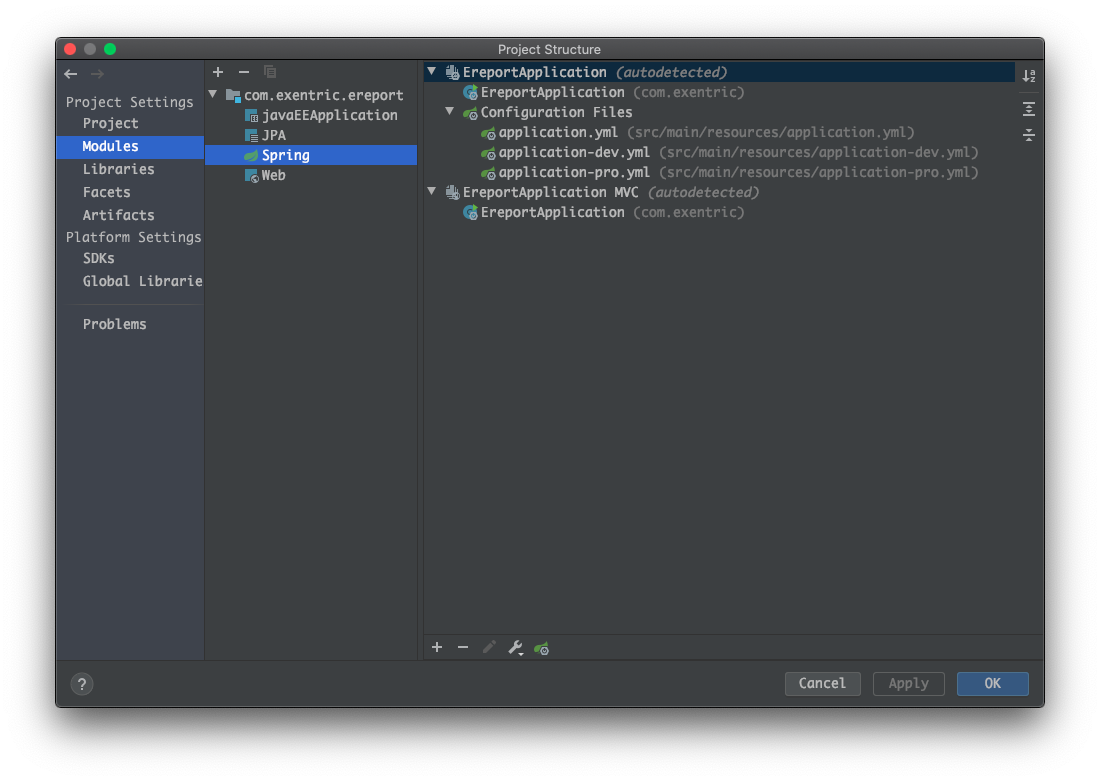 Project Structure
Project Settings
Project
Modules
Libraries
Facets
Artifacts
Platform Settings
SDKs
Global Librarie
Problems
com.exentric.ereport
javaEEApplication
JPA
Spring
Web
EreportApplication (autodetected)
EreportApplication (com.exentric)
Configuration Files
application.yml (src/main/resources/application.yml)
application-dev.yml (src/main/resources/application-dev.yml)
application-pro.yml (src/main/resources/application-pro.yml)
EreportApplication MVC (autodetected)
EreportApplication (com.exentric)
?
Cancel
Apply
OK